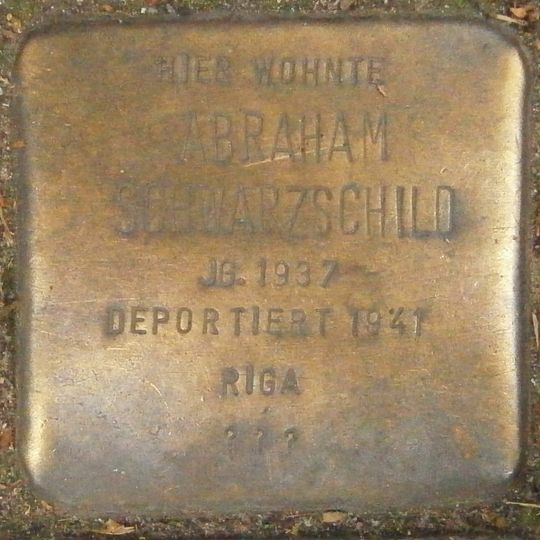 HIER WOHNTE
ABRAHAM
SCHWARZSCHILD
JG. 1937
DEPORTIERT 1941
RIGA
? ? ?